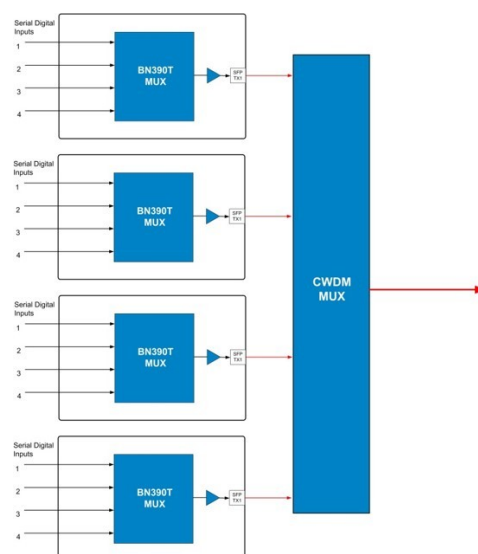 Serial Digital
Inputs
1
2
3
4
BN390T
MUX
SFP
TX1
Serial Digital
Inputs
1
2
3
4
BN390T
MUX
SFP
TX1
CWDM
MUX
Serial Digital
Inputs
1
2
3
4
BN390T
MUX
SFP
TX1
Serial Digital
Inputs
1
2
3
4
BN390T
MUX
SFP
TX1